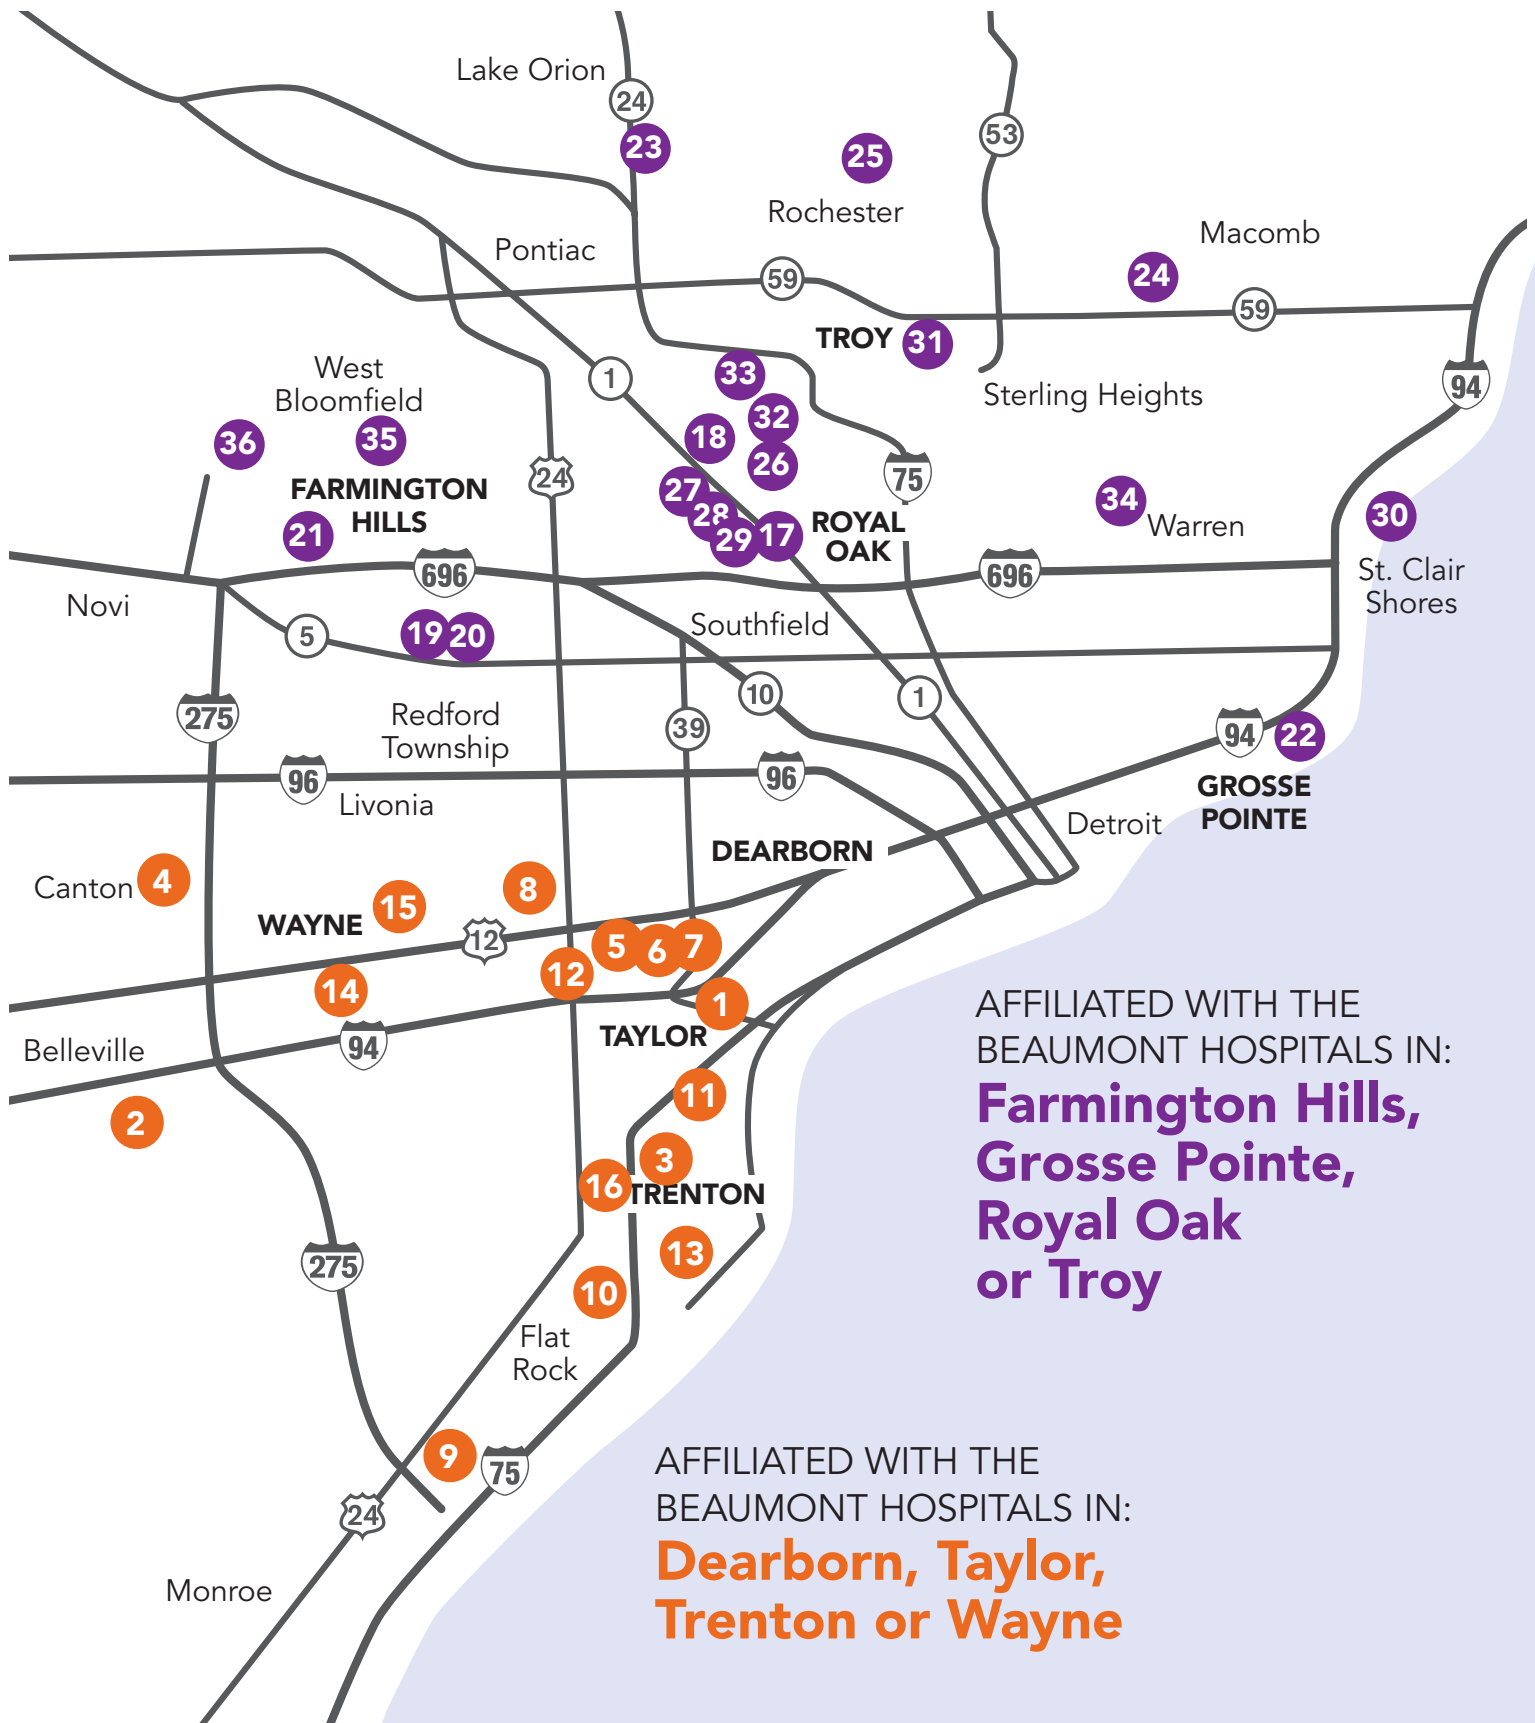 Lake Orion
24
23
25
53
Rochester
Macomb
Pontiac
59
24
59
TROY
31
West
Bloomfield
1
33
Sterling Heights
94
36
35
18
32
26
24
75
FARMINGTON
HILLS
21
27
28
29
17
ROYAL
OAK
34
Warren
30
696
696
St. Clair
Shores
Novi
5
19
20
Southfield
10
1
275
Redford
Township
39
94
22
96
96
Livonia
GROSSE
POINTE
Detroit
DEARBORN
Canton
4
8
15
WAYNE
12
5
6
7
12
14
1
TAYLOR
Belleville
94
2
11
3
16
TRENTON
13
275
10
Flat
Rock
9
75
24
Monroe
AFFILIATED WITH THE
BEAUMONT HOSPITALS IN:
Farmington Hills,
Grosse Pointe,
Royal Oak
or Troy
AFFILIATED WITH THE
BEAUMONT HOSPITALS IN:
Dearborn, Taylor,
Trenton or Wayne